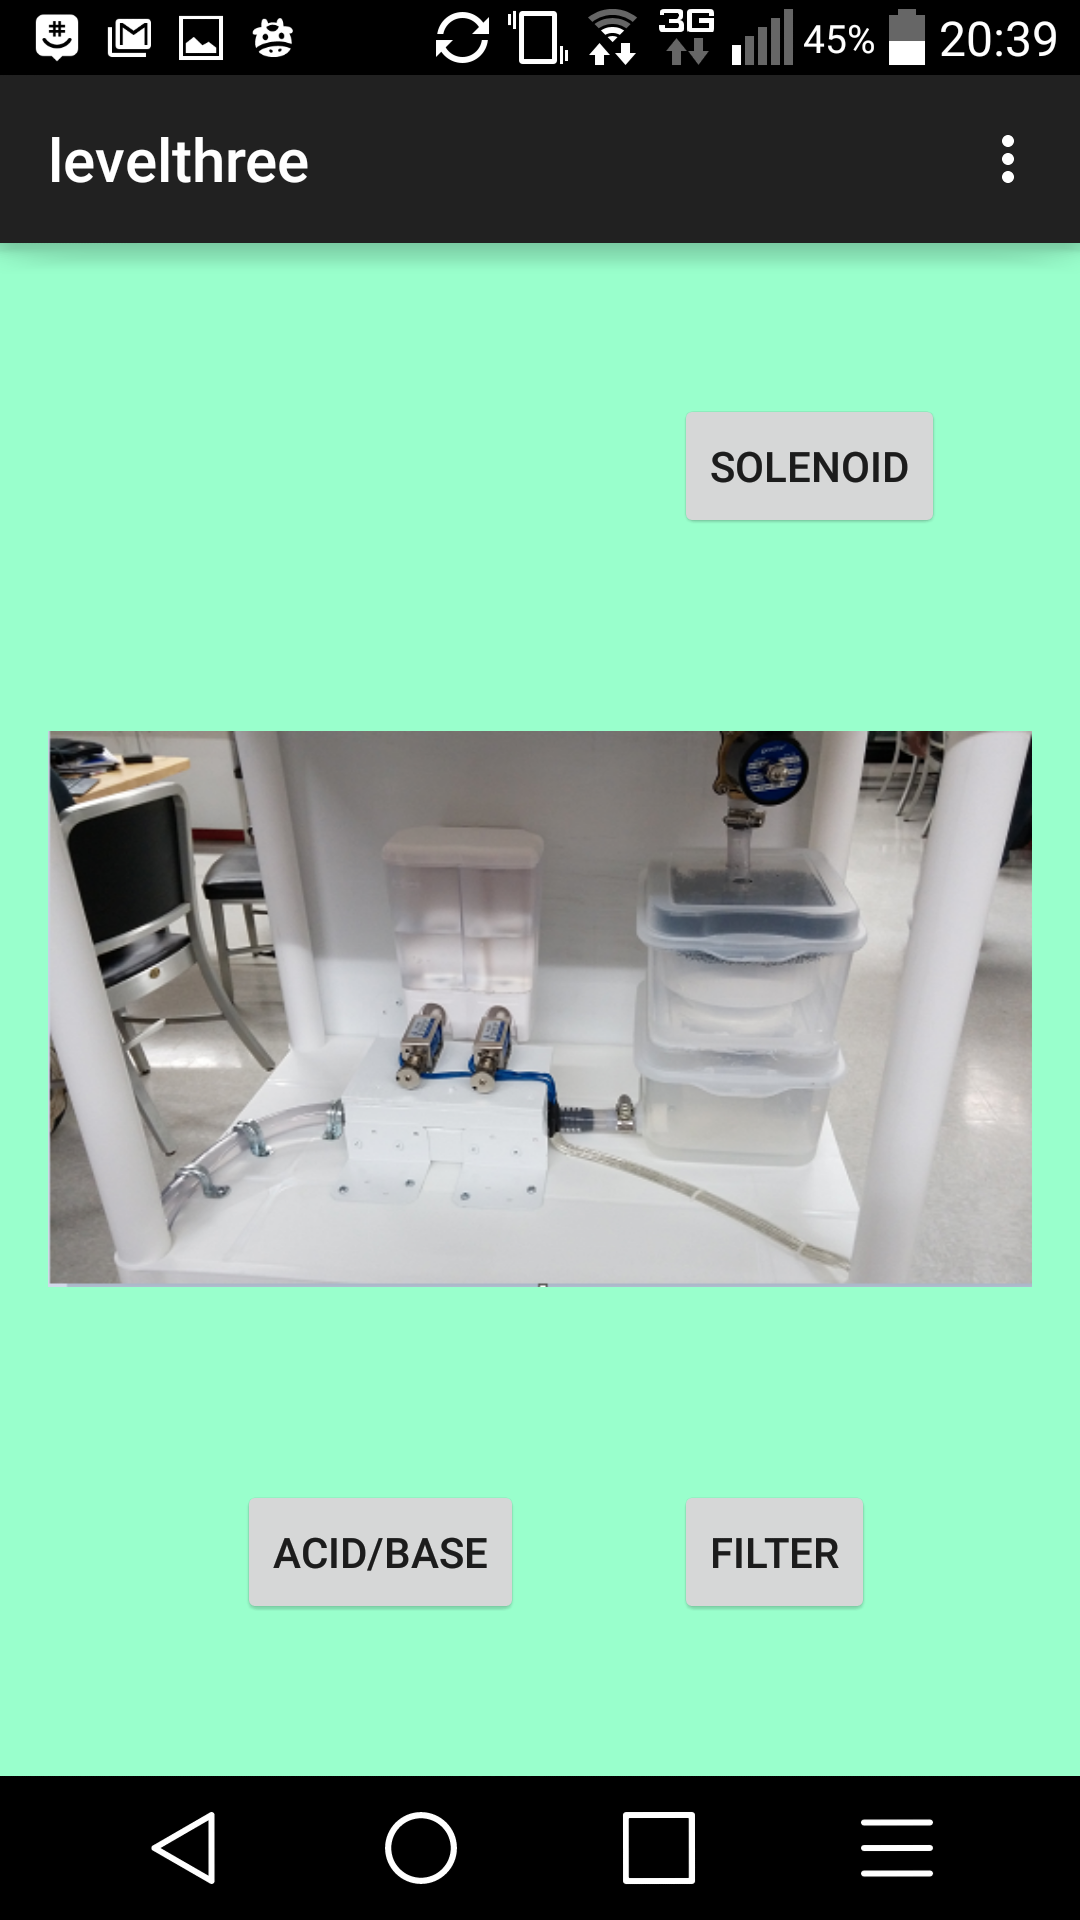 3G
45%
20:39
levelthree
SOLENOID
ACID/BASE
FILTER